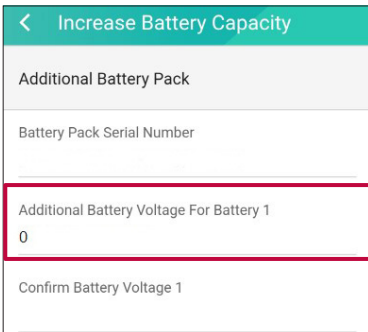 Increase Battery Capacity
Additional Battery Pack
Battery Pack Serial Number
Additional Battery Voltage For Battery 1
0
Confirm Battery Voltage 1